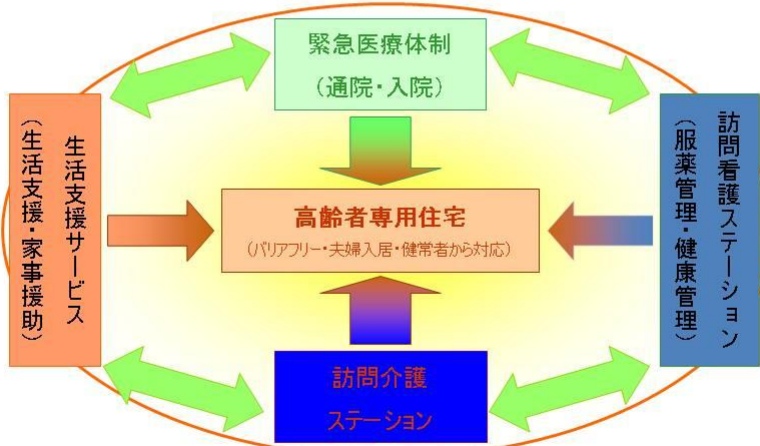 緊急医療体制
（通院・入院）
生活支援サービス
（生活支援・家事援助）
高齢者専用住宅
（バリアフリー・夫婦入居・健常者から対応）
訪問看護ステーション
（服薬管理・健康管理）
訪問介護
ステーション